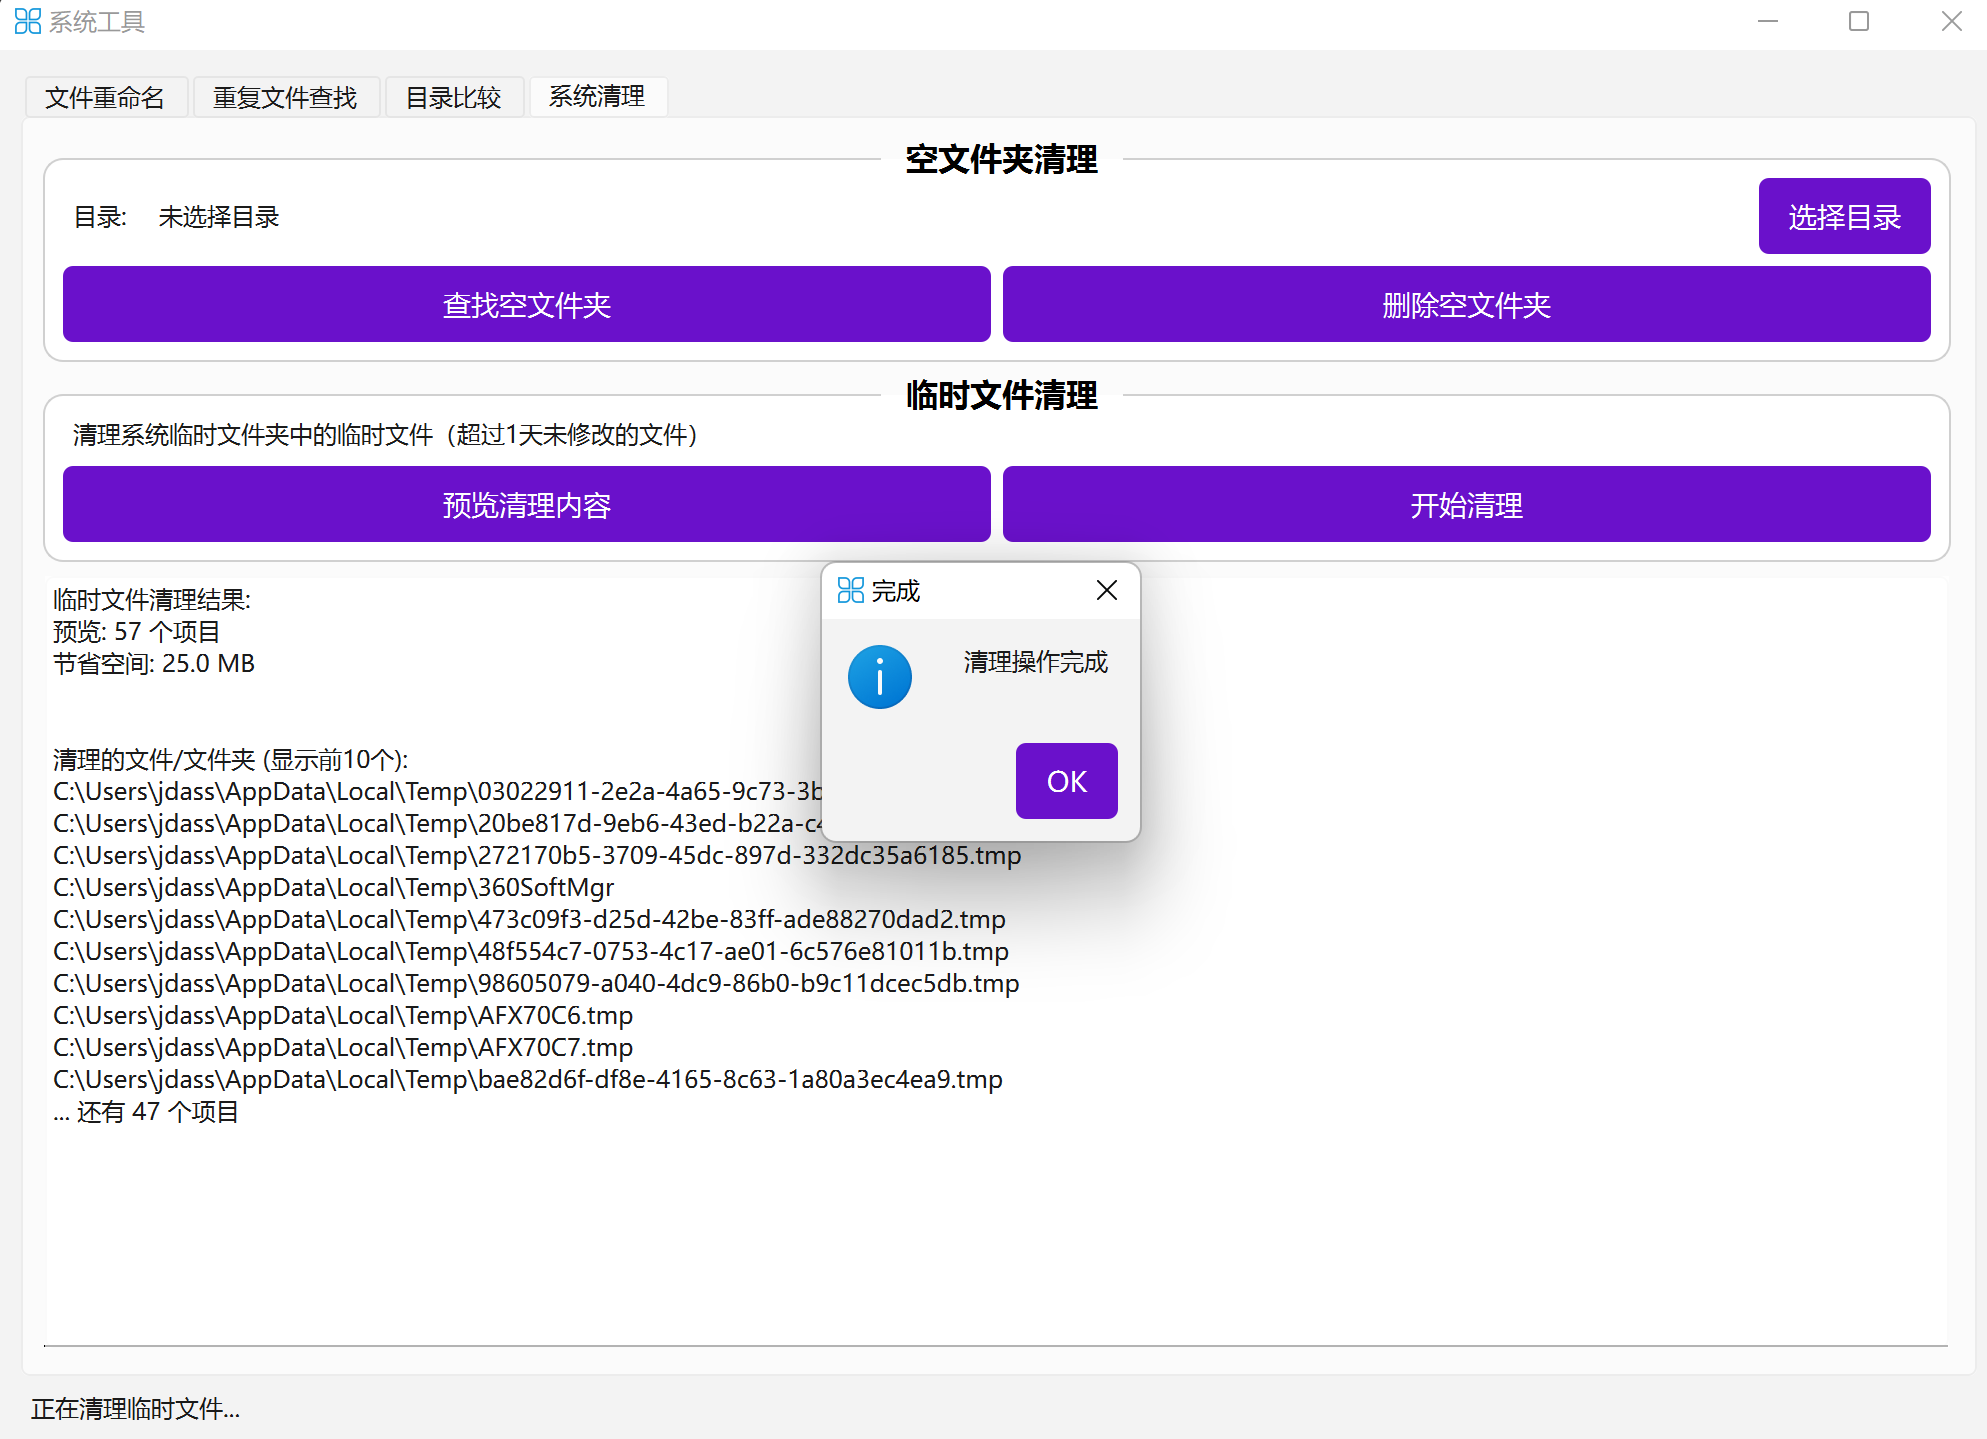 系统工具
文件重命名
重复文件查找
目录比较
系统清理
空文件夹清理
目录: 未选择目录
选择目录
查找空文件夹
删除空文件夹
临时文件清理
清理系统临时文件夹中的临时文件（超过1天未修改的文件）
预览清理内容
开始清理
临时文件清理结果:
预览: 57 个项目
节省空间: 25.0 MB
完成
清理操作完成
OK
清理的文件/文件夹 (显示前10个):
C:\Users\jdass\AppData\Local\Temp\03022911-2e2a-4a65-9c73-3b
C:\Users\jdass\AppData\Local\Temp\20be817d-9eb6-43ed-b22a-c4
C:\Users\jdass\AppData\Local\Temp\272170b5-3709-45dc-897d-332dc35a6185.tmp
C:\Users\jdass\AppData\Local\Temp\360SoftMgr
C:\Users\jdass\AppData\Local\Temp\473c09f3-d25d-42be-83ff-ade88270dad2.tmp
C:\Users\jdass\AppData\Local\Temp\48f554c7-0753-4c17-ae01-6c576e81011b.tmp
C:\Users\jdass\AppData\Local\Temp\98605079-a040-4dc9-86b0-b9c11dcec5db.tmp
C:\Users\jdass\AppData\Local\Temp\AFX70C6.tmp
C:\Users\jdass\AppData\Local\Temp\AFX70C7.tmp
C:\Users\jdass\AppData\Local\Temp\bae82d6f-df8e-4165-8c63-1a80a3ec4ea9.tmp
... 还有 47 个项目
正在清理临时文件...